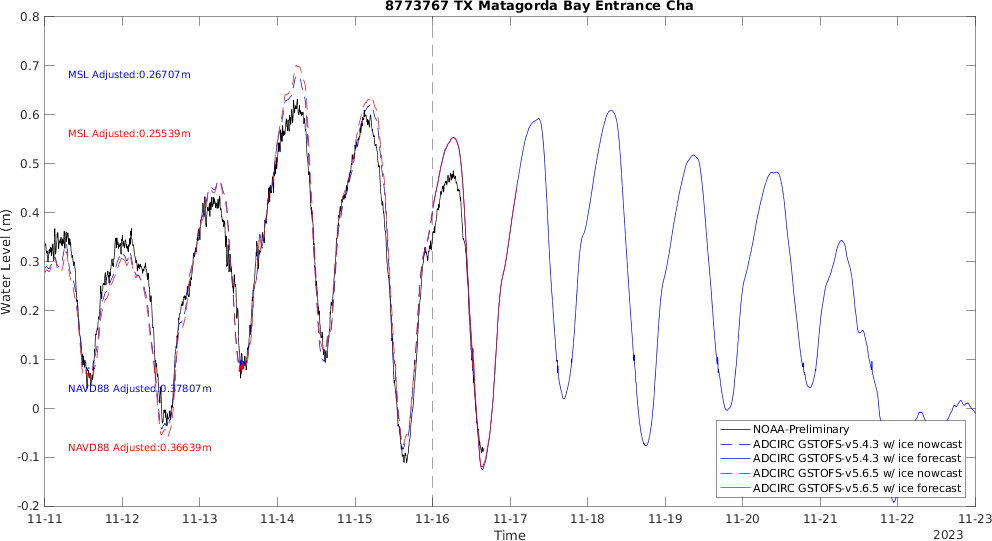 8773767 TX Matagorda Bay Entrance Cha
0.8
0.7
0.6
0.5
0.4
0.3
0.2
0.1
0
-0.1
-0.2
Water Level (m)
MSL Adjusted:0.26707m
MSL Adjusted:0.25539m
NAVD88 Adjusted:0.37807m
NAVD88 Adjusted:0.36639m
NOAA-Preliminary
ADCIRC GSTOFS-v5.4.3 w/ ice nowcast
ADCIRC GSTOFS-v5.4.3 w/ ice forecast
ADCIRC GSTOFS-v5.6.5 w/ ice nowcast
ADCIRC GSTOFS-v5.6.5 w/ ice forecast
11-11 11-12 11-13 11-14 11-15 11-16 11-17 11-18 11-19 11-20 11-21 11-22 11-23
Time
2023